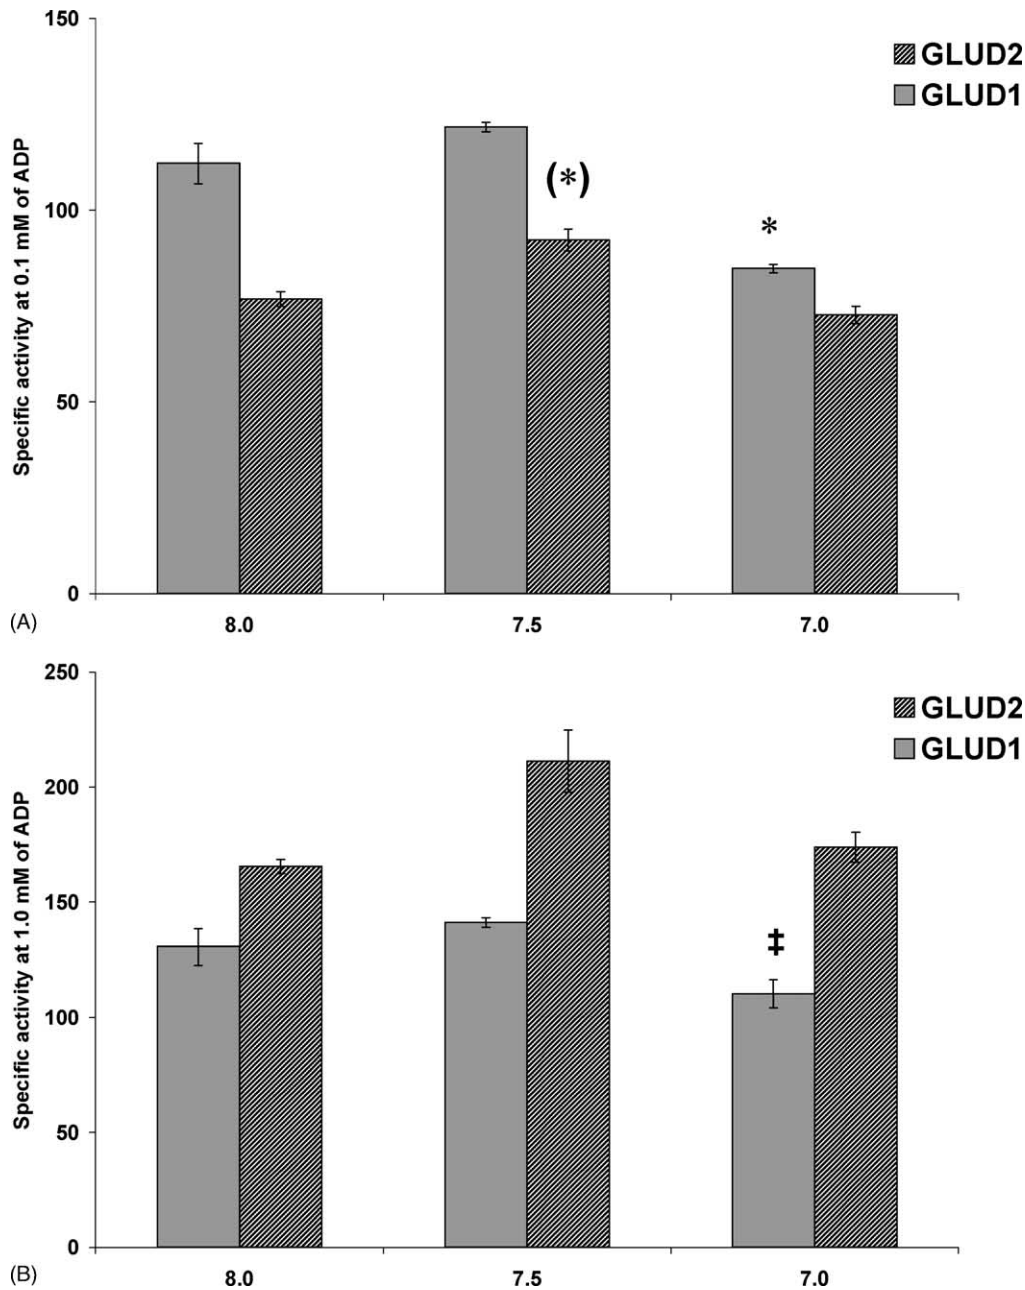 150
GLUD2
GLUD1
Specific activity at 0.1 mM of ADP
(*)
100
*
50
0
(A)
8.0 7.5 7.0
250
GLUD2
GLUD1
Specific activity at 1.0 mM of ADP
200
150
‡
100
50
0
(B)
8.0 7.5 7.0